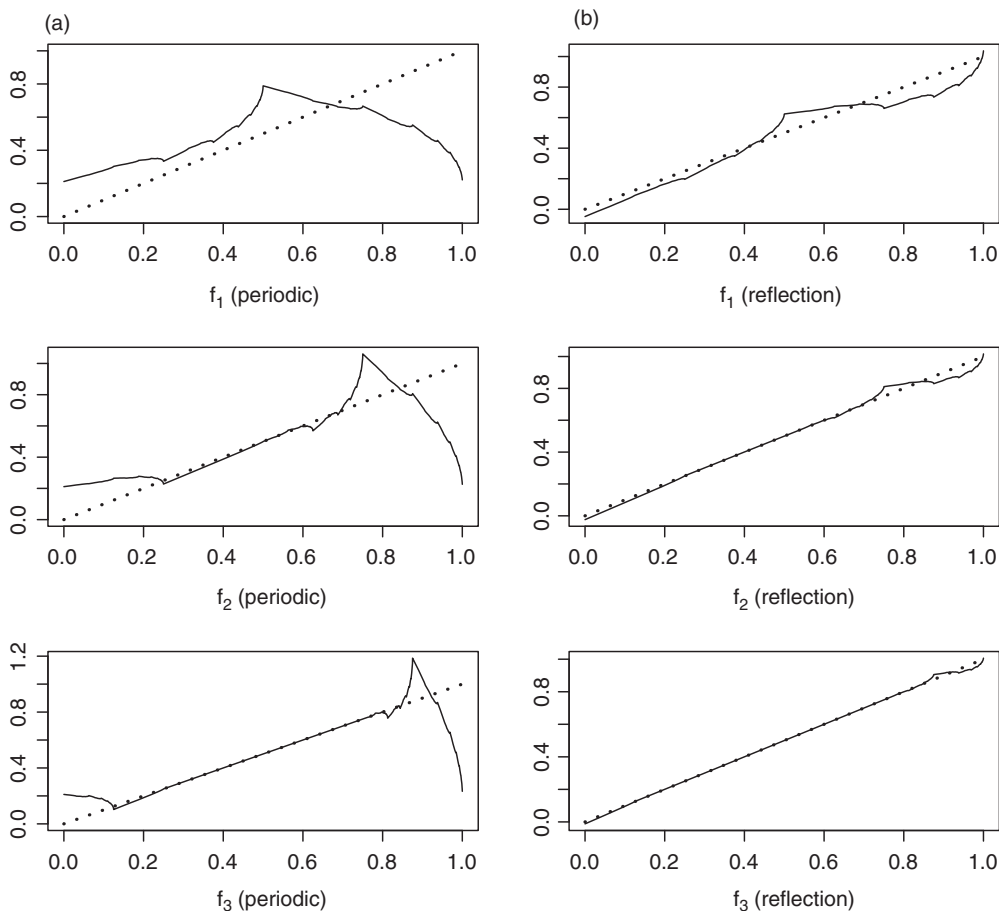 (a)
0.0 0.4 0.8
0.0 0.2 0.4 0.6 0.8 1.0
f₁ (periodic)
(b)
0.0 0.4 0.8
0.0 0.2 0.4 0.6 0.8 1.0
f₁ (reflection)
0.0 0.4 0.8
0.0 0.2 0.4 0.6 0.8 1.0
f₂ (periodic)
0.0 0.4 0.8
0.0 0.2 0.4 0.6 0.8 1.0
f₂ (reflection)
0.0 0.4 0.8 1.2
0.0 0.2 0.4 0.6 0.8 1.0
f₃ (periodic)
0.0 0.4 0.8
0.0 0.2 0.4 0.6 0.8 1.0
f₃ (reflection)